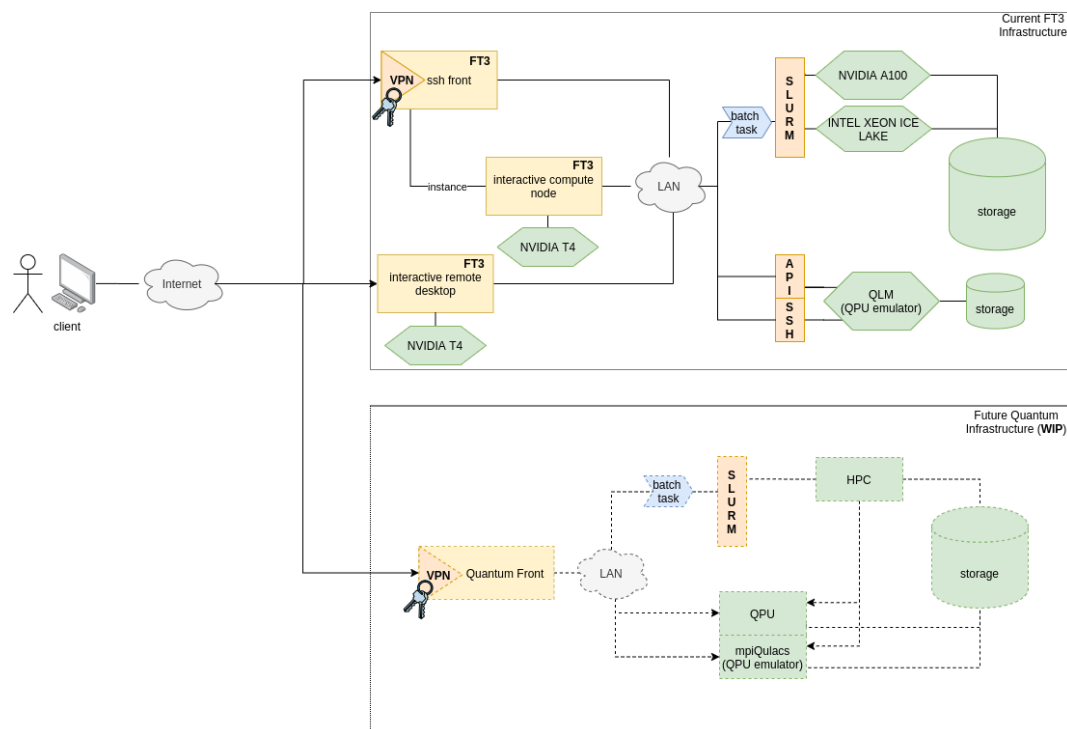 Current FT3
Infrastructure
FT3
VPN
ssh front
instance
FT3
interactive compute
node
NVIDIA T4
FT3
interactive remote
desktop
NVIDIA T4
client
Internet
LAN
batch
task
S
L
U
R
M
NVIDIA A100
INTEL XEON ICE
LAKE
storage
A
P
I
S
S
H
QLM
(QPU emulator)
storage
Future Quantum
Infrastructure (WIP)
VPN
Quantum Front
LAN
batch
task
S
L
U
R
M
HPC
storage
QPU
mpiQulacs
(QPU emulator)